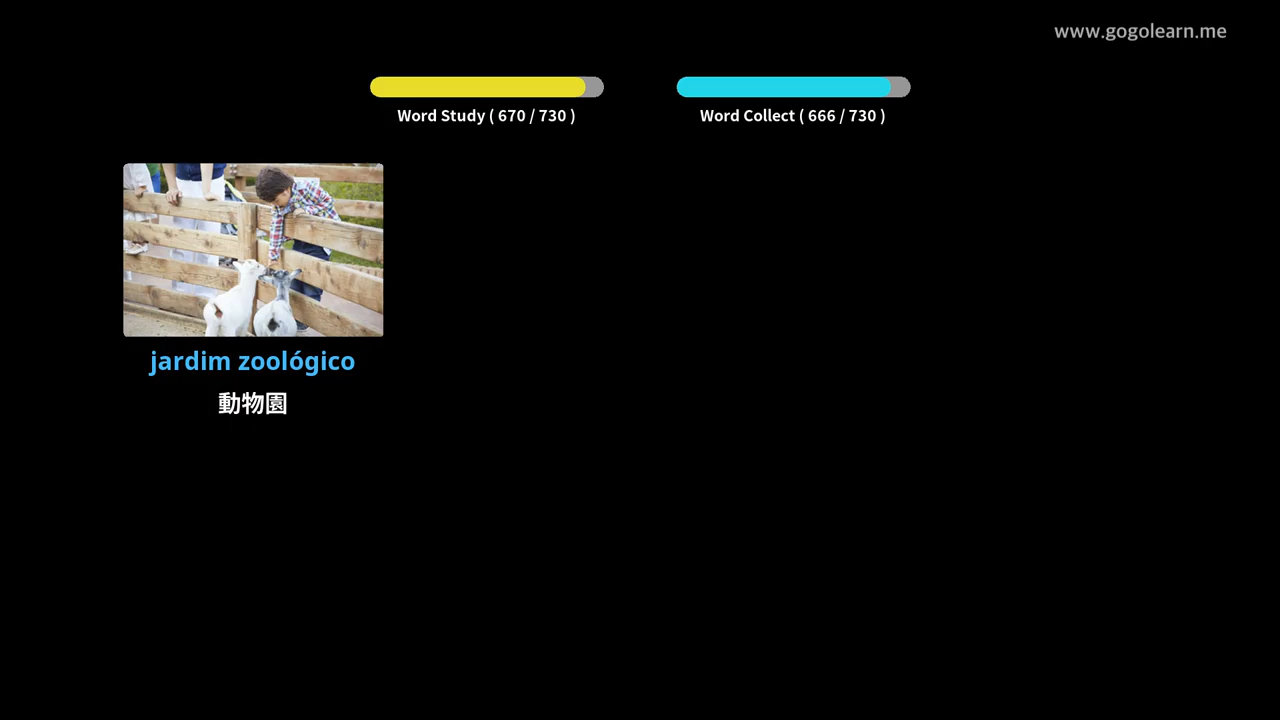 www.gogolearn.me
Word Study ( 670 / 730 )
Word Collect ( 666 / 730 )
jardim zoológico
動物園